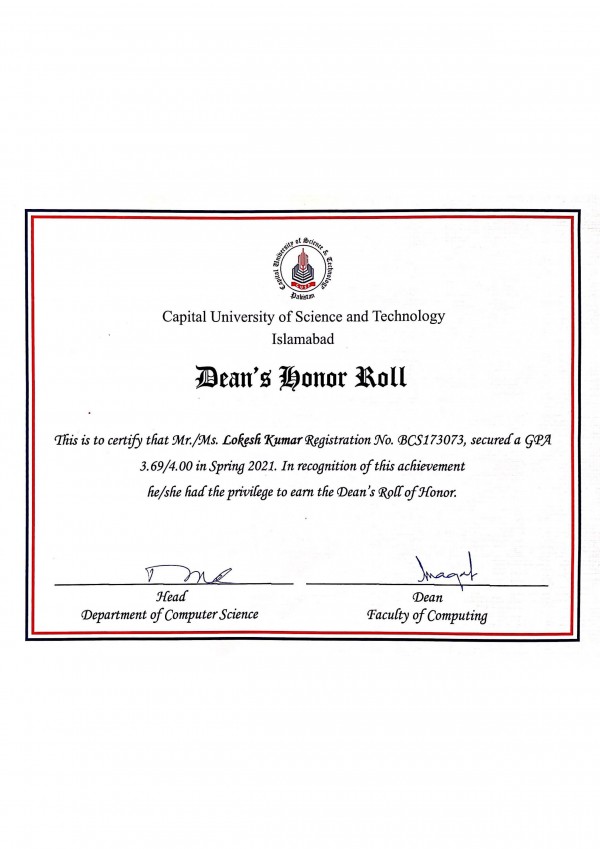 Capital University of Science & Technology
Pakistan
Capital University of Science and Technology
Islamabad
Dean's Honor Roll
This is to certify that Mr./Ms. Lokesh Kumar Registration No. BCS173073, secured a GPA
3.69/4.00 in Spring 2021. In recognition of this achievement
he/she had the privilege to earn the Dean's Roll of Honor.
Head
Department of Computer Science
Dean
Faculty of Computing